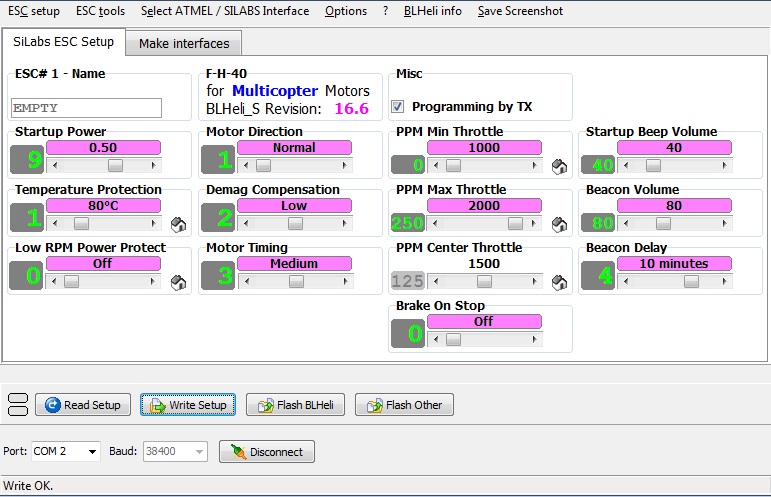 ESC setup ESC tools Select ATMEL / SILABS Interface Options ? BLHeli info Save Screenshot
SiLabs ESC Setup Make interfaces
ESC# 1 - Name
EMPTY
F-H-40
for Multicopter Motors
BLHeli_S Revision: 16.6
Misc
Programming by TX
Startup Power
9 0.50
Motor Direction
1 Normal
PPM Min Throttle
0 1000
Startup Beep Volume
40 40
Temperature Protection
1 80°C
Demag Compensation
2 Low
PPM Max Throttle
250 2000
Beacon Volume
80 80
Low RPM Power Protect
0 Off
Motor Timing
3 Medium
PPM Center Throttle
125 1500
Beacon Delay
4 10 minutes
Brake On Stop
0 Off
Read Setup Write Setup Flash BLHeli Flash Other
Port: COM 2 Baud: 38400 Disconnect
Write OK.